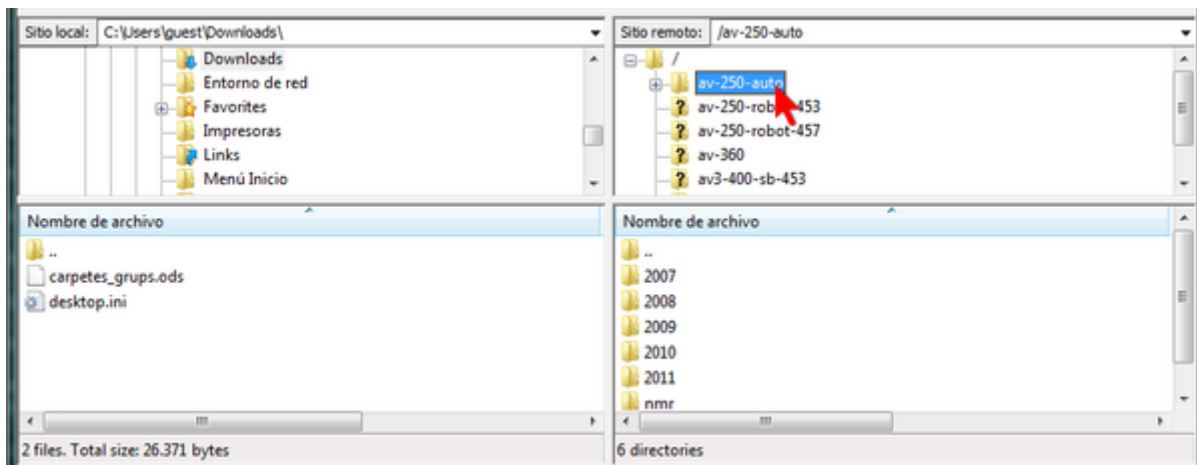 Sitio local: C:\Users\guest\Downloads\
Downloads
Entorno de red
Favorites
Impresoras
Links
Menú Inicio
Nombre de archivo
..
carpetes_grups.ods
desktop.ini
2 files. Total size: 26.371 bytes
Sitio remoto: /av-250-auto
/
av-250-auto
? av-250-robot-453
? av-250-robot-457
? av-360
? av3-400-sb-453
Nombre de archivo
..
2007
2008
2009
2010
2011
nmr
6 directories